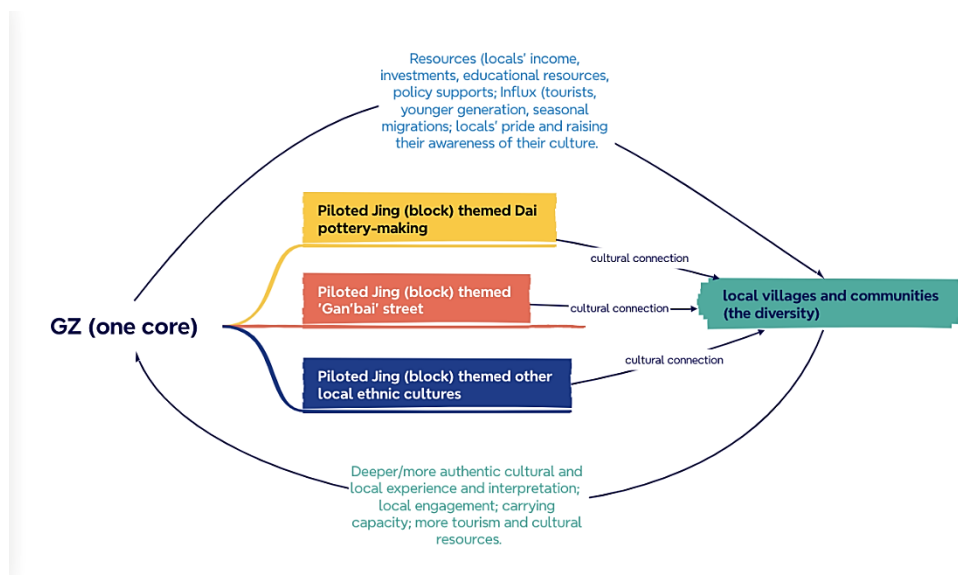 Resources (locals' income,
investments, educational resources,
policy supports; Influx (tourists,
younger generation, seasonal
migrations; locals' pride and raising
their awareness of their culture.
Piloted Jing (block) themed Dai
pottery-making
cultural connection
Piloted Jing (block) themed
'Gan'bai' street
cultural connection
local villages and communities
(the diversity)
GZ (one core)
cultural connection
Piloted Jing (block) themed other
local ethnic cultures
Deeper/more authentic cultural and
local experience and interpretation;
local engagement; carrying
capacity; more tourism and cultural
resources.